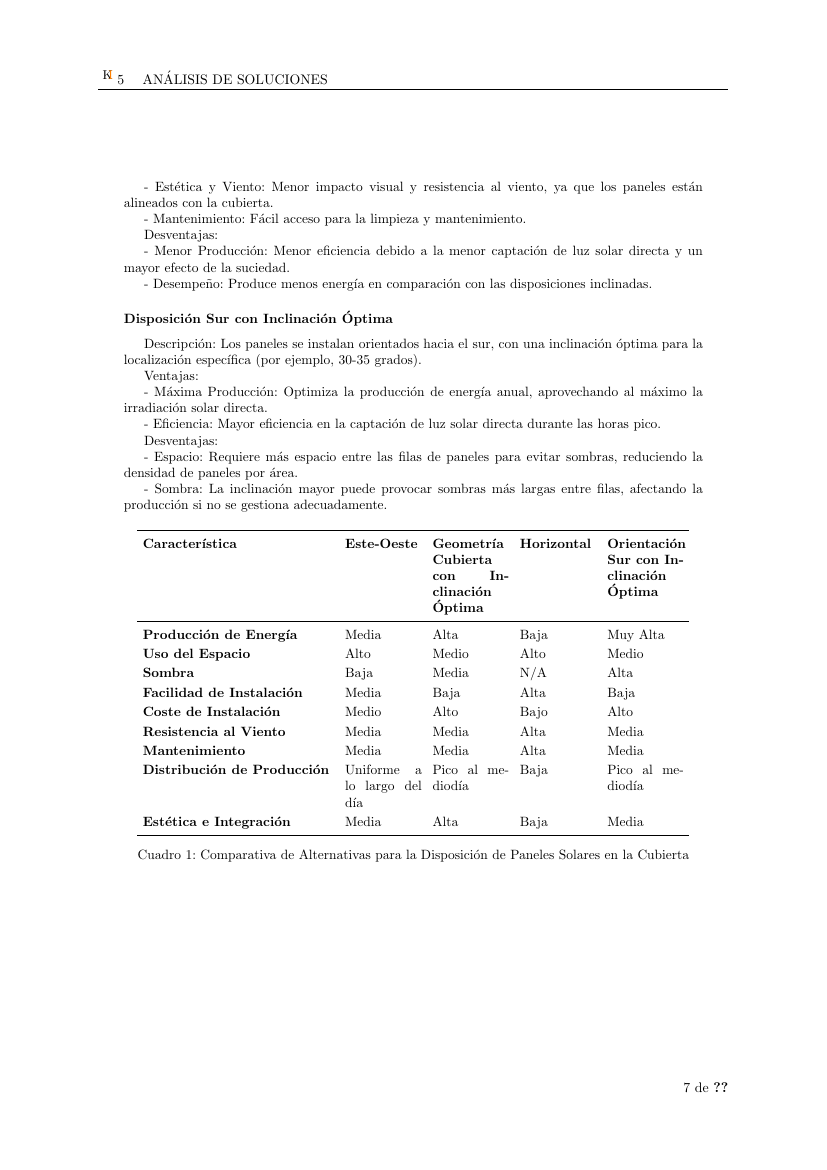 K 5 ANÁLISIS DE SOLUCIONES
- Estética y Viento: Menor impacto visual y resistencia al viento, ya que los paneles están
alineados con la cubierta.
- Mantenimiento: Fácil acceso para la limpieza y mantenimiento.
Desventajas:
- Menor Producción: Menor eficiencia debido a la menor captación de luz solar directa y un
mayor efecto de la suciedad.
- Desempeño: Produce menos energía en comparación con las disposiciones inclinadas.
Disposición Sur con Inclinación Óptima
Descripción: Los paneles se instalan orientados hacia el sur, con una inclinación óptima para la
localización específica (por ejemplo, 30-35 grados).
Ventajas:
- Máxima Producción: Optimiza la producción de energía anual, aprovechando al máximo la
irradiación solar directa.
- Eficiencia: Mayor eficiencia en la captación de luz solar directa durante las horas pico.
Desventajas:
- Espacio: Requiere más espacio entre las filas de paneles para evitar sombras, reduciendo la
densidad de paneles por área.
- Sombra: La inclinación mayor puede provocar sombras más largas entre filas, afectando la
producción si no se gestiona adecuadamente.
Característica Este-Oeste Geometría Horizontal Orientación
Cubierta Sur con In-
con In- clinación
clinación Óptima
Óptima
Producción de Energía Media Alta Baja Muy Alta
Uso del Espacio Alto Medio Alto Medio
Sombra Baja Media N/A Alta
Facilidad de Instalación Media Baja Alta Baja
Coste de Instalación Medio Alto Bajo Alto
Resistencia al Viento Media Media Alta Media
Mantenimiento Media Media Alta Media
Distribución de Producción Uniforme a Pico al me- Baja Pico al me-
lo largo del diodía diodía
día
Estética e Integración Media Alta Baja Media
Cuadro 1: Comparativa de Alternativas para la Disposición de Paneles Solares en la Cubierta
7 de ??